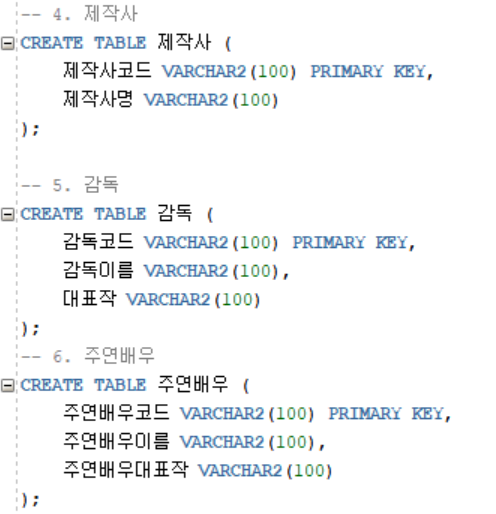 -- 4. 제작사
CREATE TABLE 제작사 (
제작사코드 VARCHAR2(100) PRIMARY KEY,
제작사명 VARCHAR2(100)
);
-- 5. 감독
CREATE TABLE 감독 (
감독코드 VARCHAR2(100) PRIMARY KEY,
감독이름 VARCHAR2(100),
대표작 VARCHAR2(100)
);
-- 6. 주연배우
CREATE TABLE 주연배우 (
주연배우코드 VARCHAR2(100) PRIMARY KEY,
주연배우이름 VARCHAR2(100),
주연배우대표작 VARCHAR2(100)
);